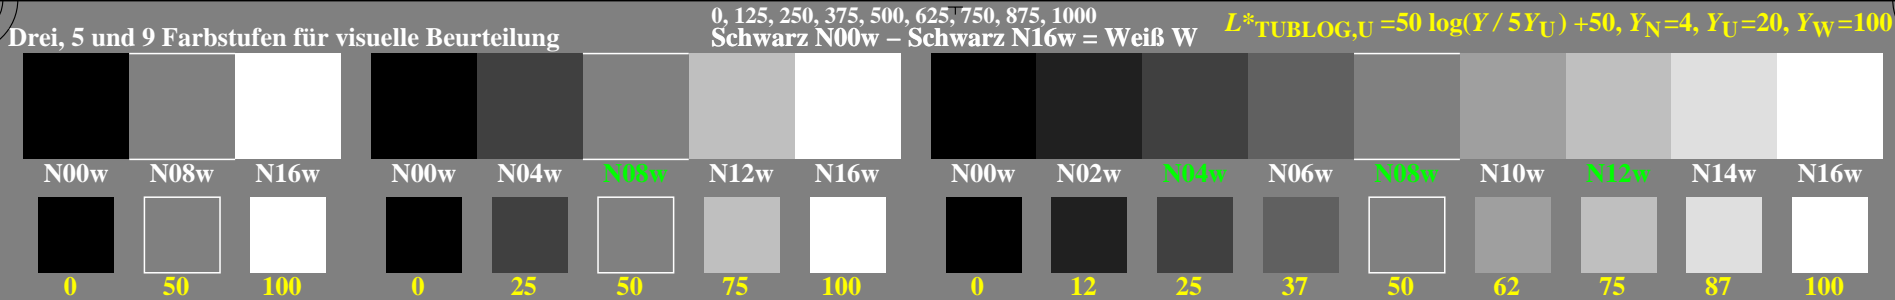 Drei, 5 und 9 Farbstufen für visuelle Beurteilung
0, 125, 250, 375, 500, 625, 750, 875, 1000
Schwarz N00w – Schwarz N16w = Weiß W
L*TUBLOG,U =50 log(Y / 5YU) +50, YN=4, YU=20, YW=100
N00w N08w N16w N00w N04w N08w N12w N16w N00w N02w N04w N06w N08w N10w N12w N14w N16w
0 50 100 0 25 50 75 100 0 12 25 37 50 62 75 87 100